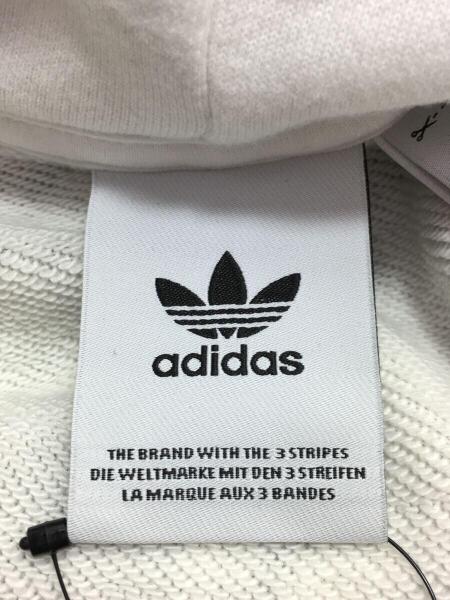 adidas
THE BRAND WITH THE 3 STRIPES
DIE WELTMARKE MIT DEN 3 STREIFEN
LA MARQUE AUX 3 BANDES